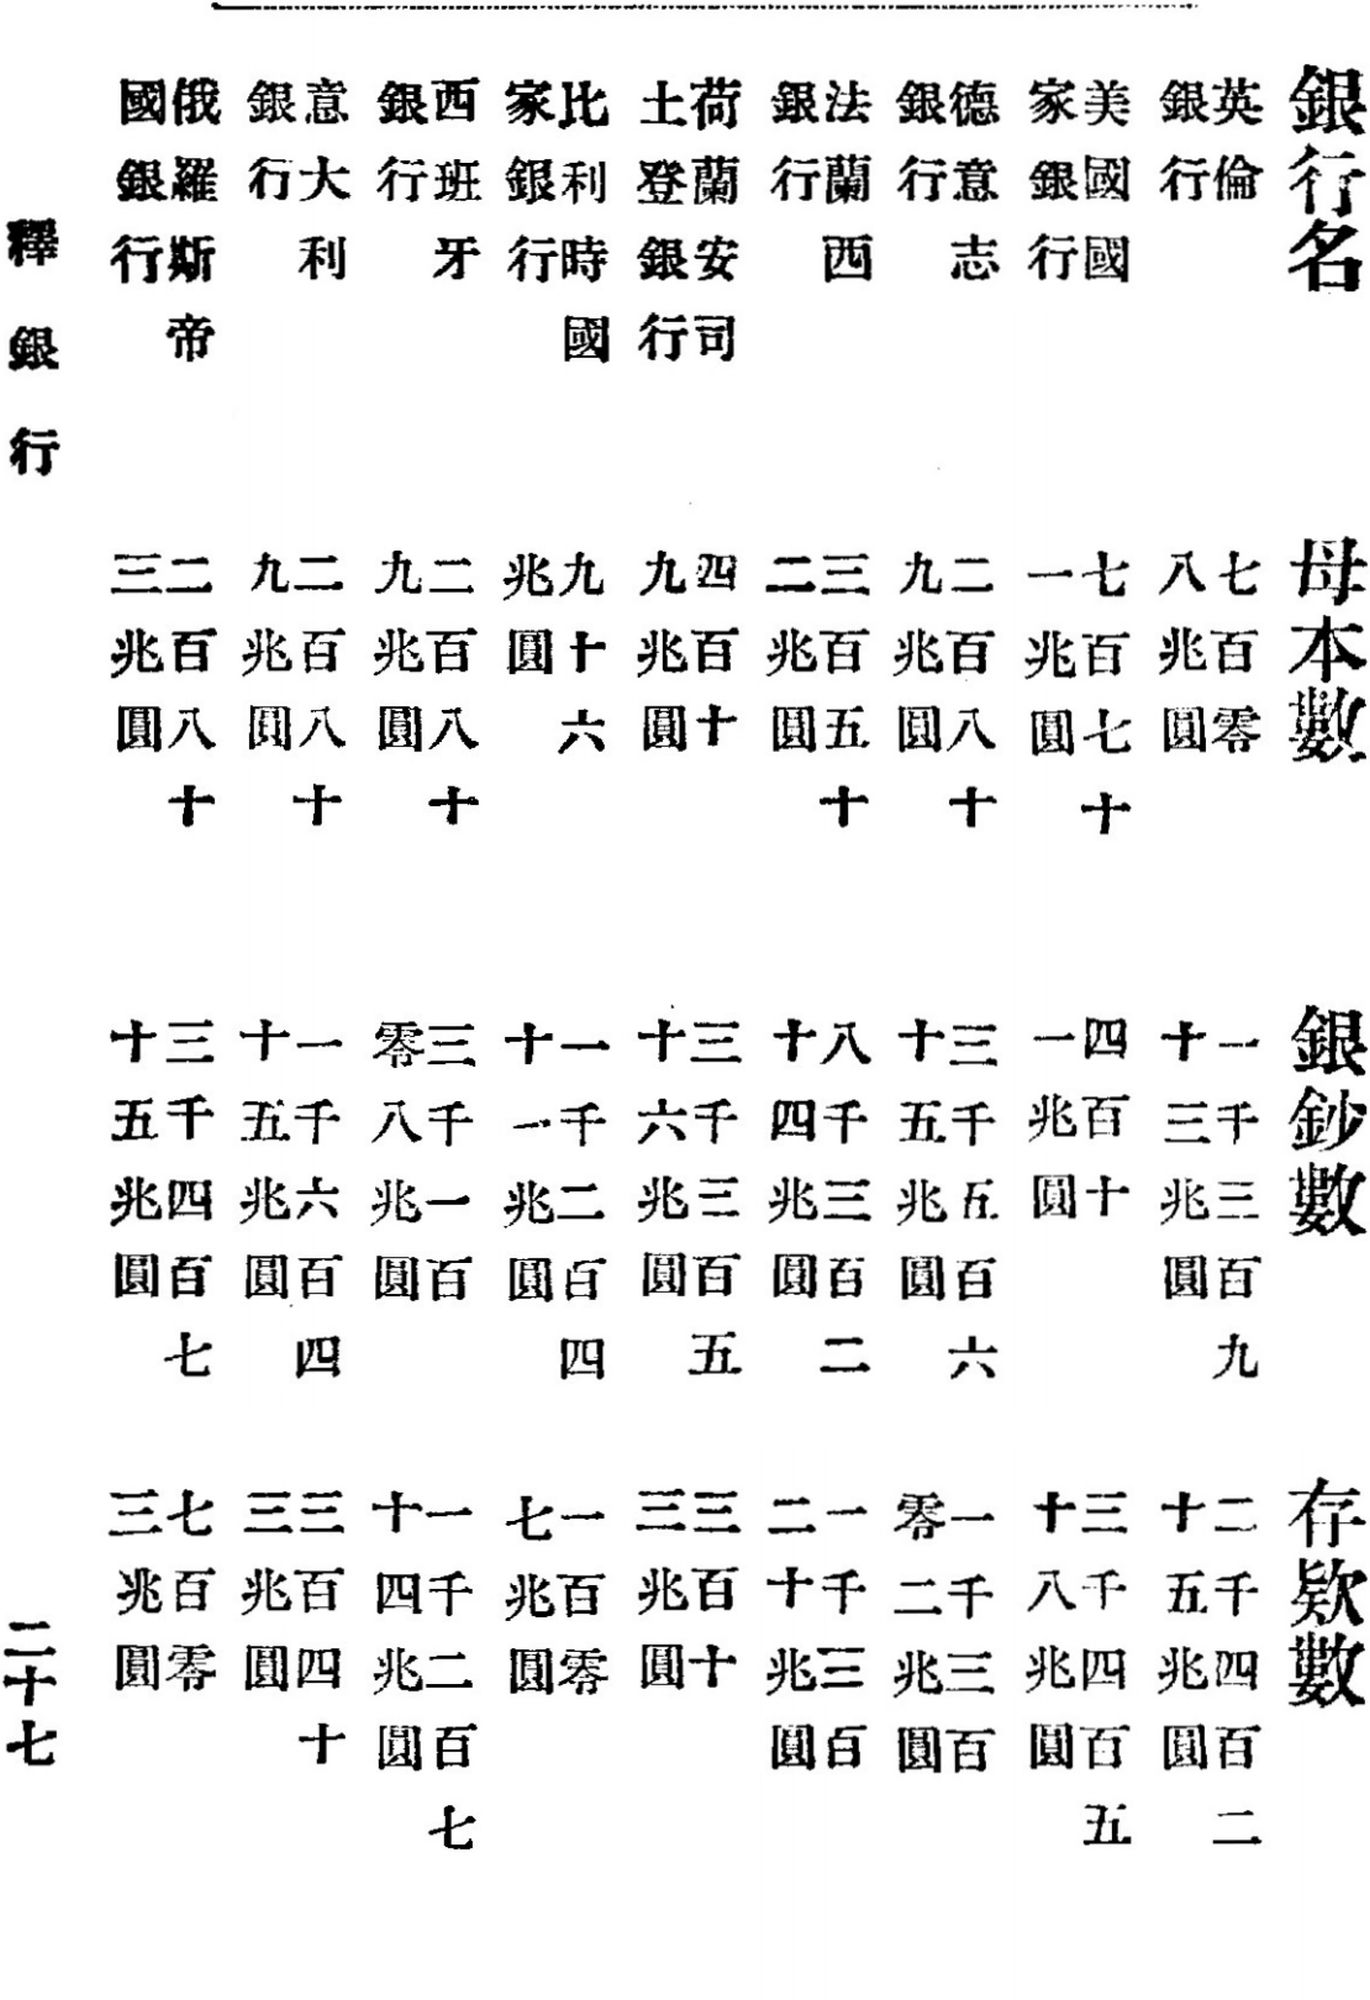 銀行名 母本數 銀鈔數 存欵數
英倫銀行 七百零八兆圓 一千三百九十三兆圓 二千四百二十五兆圓
美國國家銀行 七百七十一兆圓 四百十一兆圓 三千四百五十八兆圓
德意志銀行 二百八十九兆圓 三千五百六十五兆圓 一千三百零二兆圓
法蘭西銀行 三百五十二兆圓 八千三百二十四兆圓 一千三百二十兆圓
荷蘭安司土登銀行 四百十九兆圓 三千三百五十六兆圓 三百十三兆圓
比利時國家銀行 九十六兆圓 一千二百四十一兆圓 一百零七兆圓
西班牙銀行 二百八十九兆圓 三千一百零八兆圓 一千二百七十四兆圓
意大利銀行 二百八十九兆圓 一千六百四十五兆圓 三百四十三兆圓
俄羅斯帝國銀行 二百八十三兆圓 三千四百七十五兆圓 七百零三兆圓
釋銀行 二十七